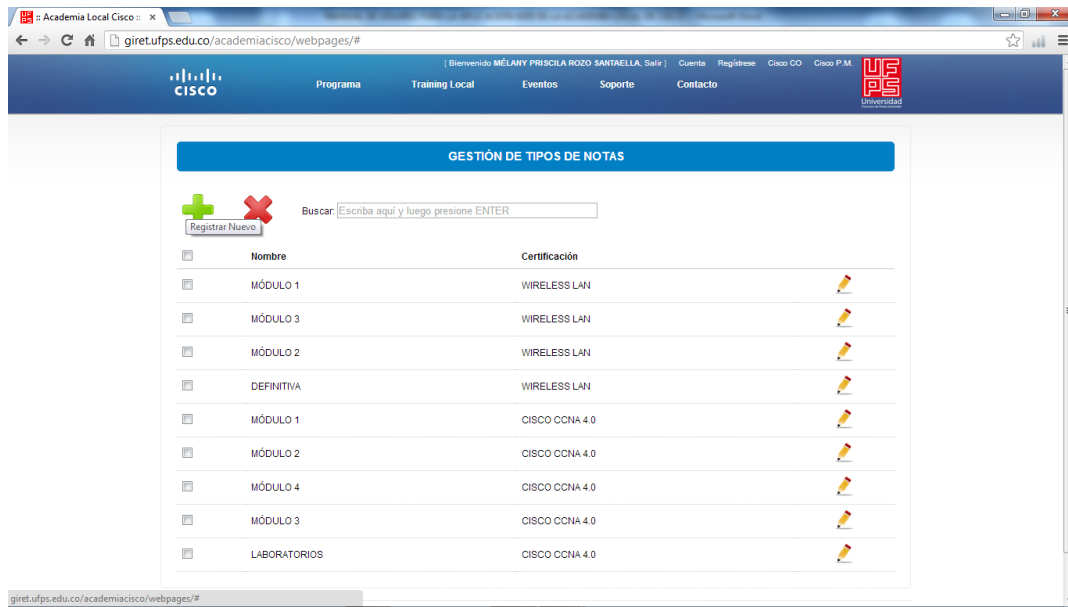 :: Academia Local Cisco ::
giret.ufps.edu.co/academiacisco/webpages/#
[ Bienvenido MÉLANY PRISCILA ROZO SANTAELLA, Salir ] Cuenta Regístrese Cisco CO Cisco P.M.
CISCO
Programa Training Local Eventos Soporte Contacto
UFPS
Universidad
GESTIÓN DE TIPOS DE NOTAS
Buscar: Escriba aquí y luego presione ENTER
Registrar Nuevo
Nombre Certificación
MÓDULO 1 WIRELESS LAN
MÓDULO 3 WIRELESS LAN
MÓDULO 2 WIRELESS LAN
DEFINITIVA WIRELESS LAN
MÓDULO 1 CISCO CCNA 4.0
MÓDULO 2 CISCO CCNA 4.0
MÓDULO 4 CISCO CCNA 4.0
MÓDULO 3 CISCO CCNA 4.0
LABORATORIOS CISCO CCNA 4.0
giret.ufps.edu.co/academiacisco/webpages/#